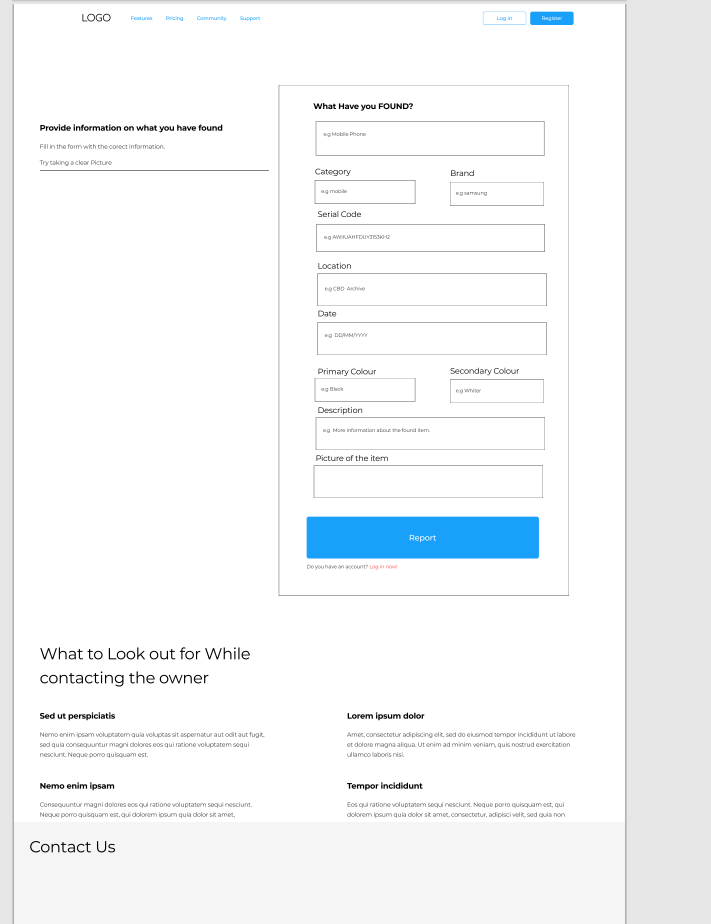 LOGO Features Pricing Community Support Log in Register
Provide information on what you have found
Fill in the form with the corect information.
Try taking a clear Picture
What Have you FOUND?
e.g Mobile Phone
Category Brand
e.g mobile e.g samsung
Serial Code
Location
e.g CBD Archive
Date
e.g DD/MM/YYYY
Primary Colour Secondary Colour
e.g Black e.g Whiter
Description
e.g More information about the found item.
Picture of the item
Report
Do you have an account? Log in now!
What to Look out for While
contacting the owner
Sed ut perspiciatis
Nemo enim ipsam voluptatem quia voluptas sit aspernatur aut odit aut fugit,
sed quia consequuntur magni dolores eos qui ratione voluptatem sequi
nesciunt. Neque porro quisquam est.
Lorem ipsum dolor
Amet, consectetur adipiscing elit, sed do eiusmod tempor incididunt ut labore
et dolore magna aliqua. Ut enim ad minim veniam, quis nostrud exercitation
ullamco laboris nisi.
Nemo enim ipsam
Consequuntur magni dolores eos qui ratione voluptatem sequi nesciunt.
Neque porro quisquam est, qui dolorem ipsum quia dolor sit amet,
Tempor incididunt
Eos qui ratione voluptatem sequi nesciunt. Neque porro quisquam est, qui
dolorem ipsum quia dolor sit amet, consectetur, adipisci velit, sed quia non
Contact Us